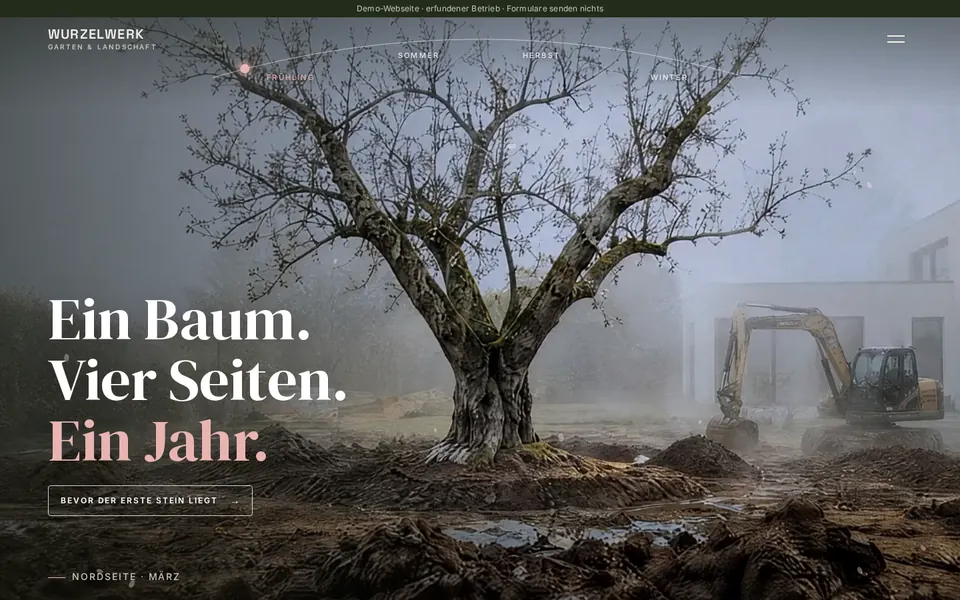 Demo-Webseite · erfundener Betrieb · Formulare senden nichts
WURZELWERK
GARTEN & LANDSCHAFT
FRÜHLING
SOMMER
HERBST
WINTER
Ein Baum.
Vier Seiten.
Ein Jahr.
BEVOR DER ERSTE STEIN LIEGT →
NORDSEITE · MÄRZ